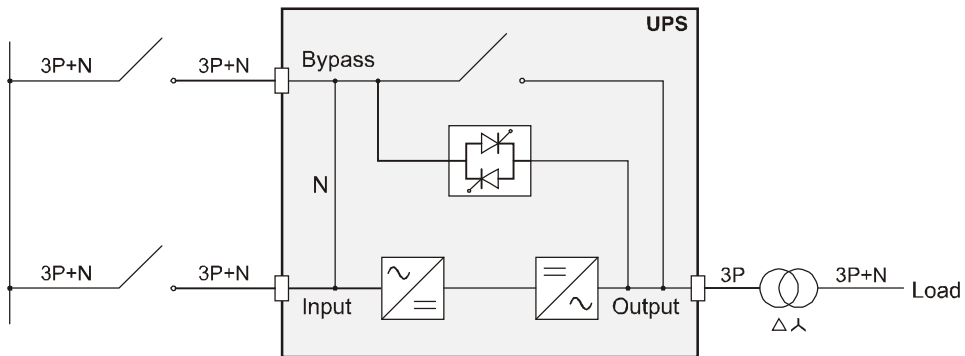 UPS
3P+N
3P+N
Bypass
N
3P+N
3P+N
Input
Output
3P
3P+N
Load